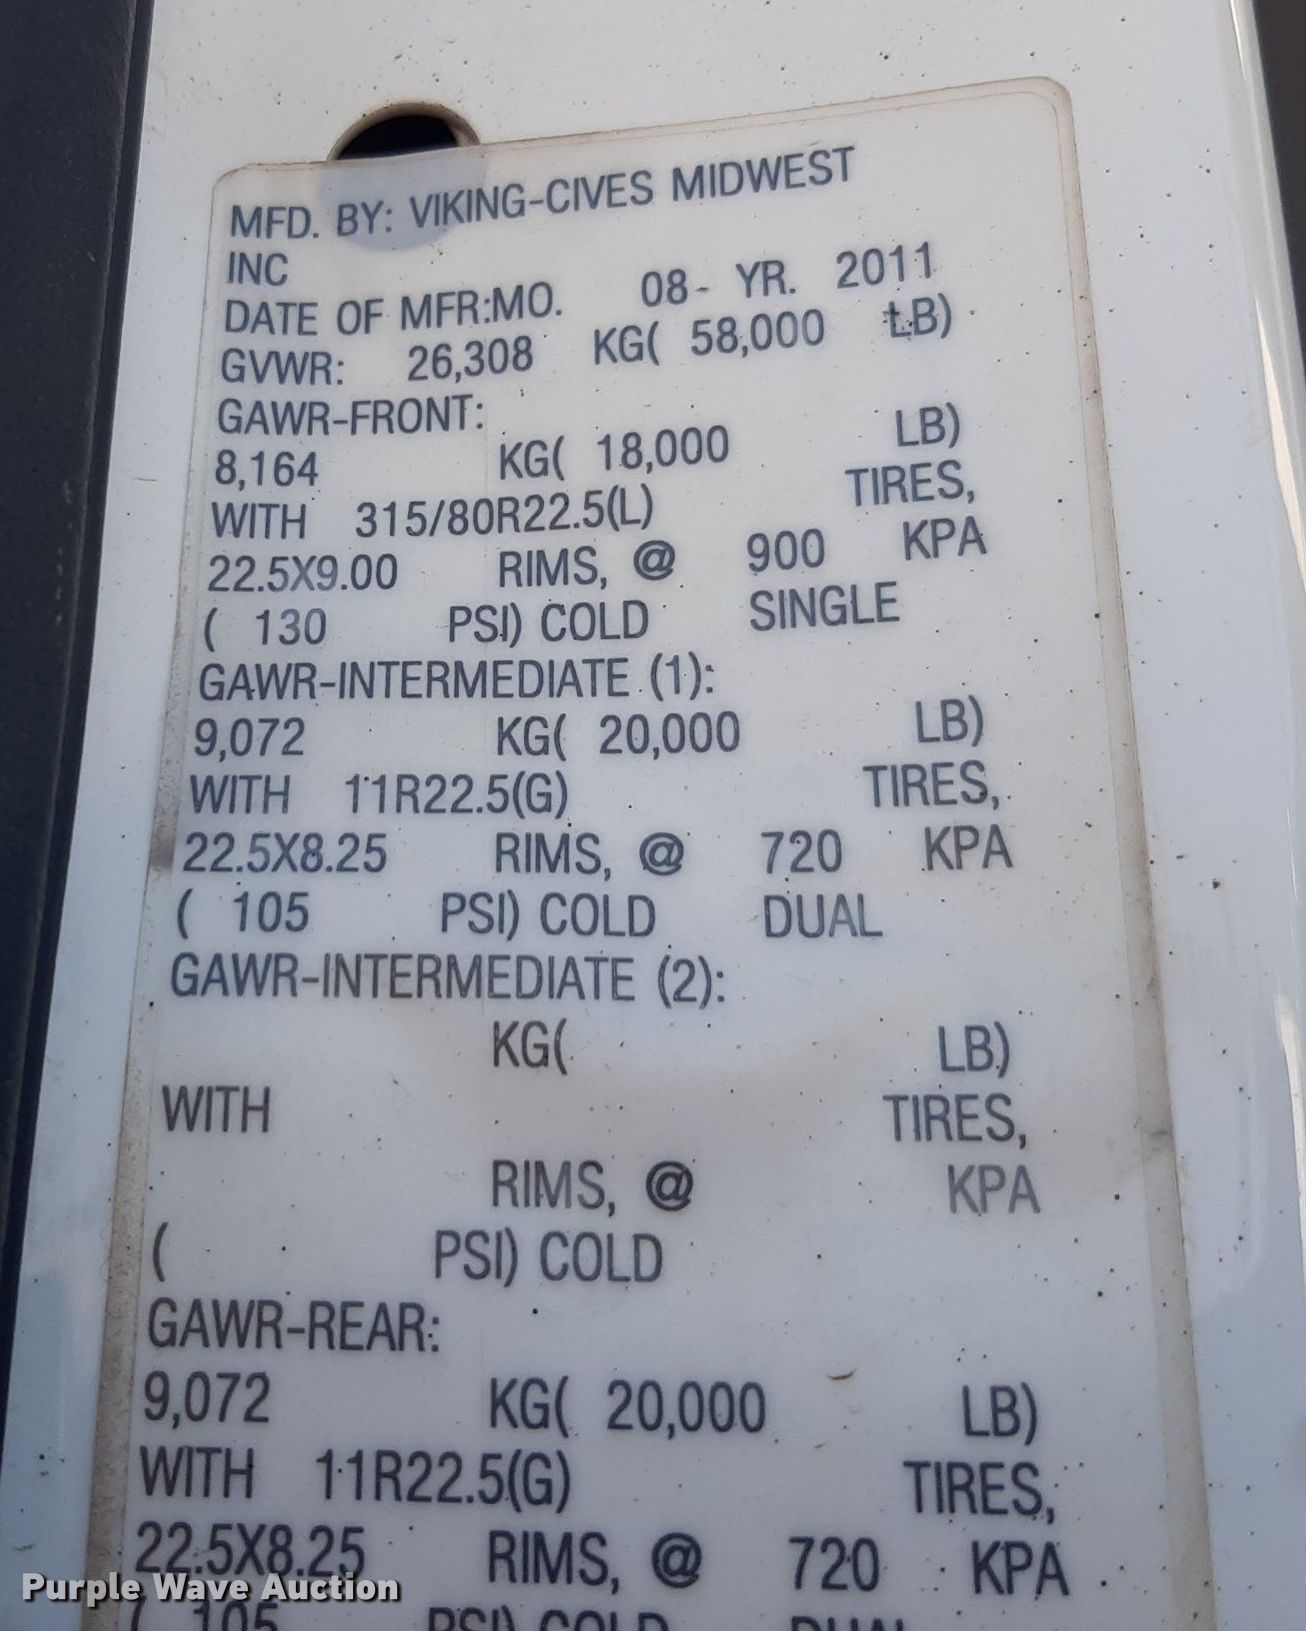 MFD. BY: VIKING-CIVES MIDWEST
INC
DATE OF MFR:MO. 08- YR. 2011
GVWR: 26,308 KG( 58,000 LB)
GAWR-FRONT:
8,164 KG( 18,000 LB)
WITH 315/80R22.5(L) TIRES,
22.5X9.00 RIMS, @ 900 KPA
( 130 PSI) COLD SINGLE
GAWR-INTERMEDIATE (1):
9,072 KG( 20,000 LB)
WITH 11R22.5(G) TIRES,
22.5X8.25 RIMS, @ 720 KPA
( 105 PSI) COLD DUAL
GAWR-INTERMEDIATE (2):
KG( LB)
WITH TIRES,
RIMS, @ KPA
( PSI) COLD
GAWR-REAR:
9,072 KG( 20,000 LB)
WITH 11R22.5(G) TIRES,
22.5X8.25 RIMS, @ 720 KPA
( 105 PSI) COLD DUAL
Purple Wave Auction